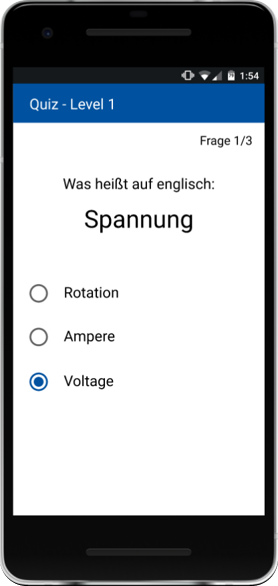 1:54
Quiz - Level 1
Frage 1/3
Was heißt auf englisch:
Spannung
Rotation
Ampere
Voltage